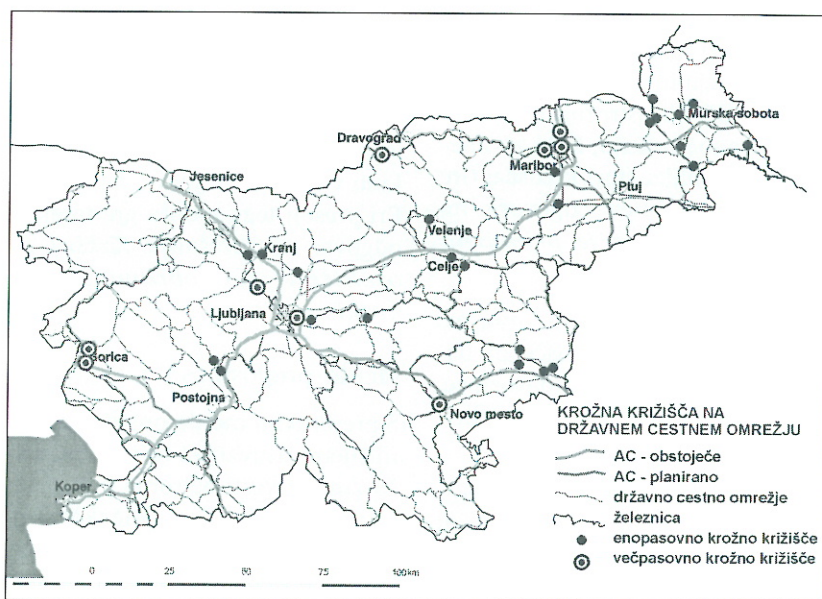 Murska sobota
Dravograd
Maribor
Jesenice
Ptuj
Velenje
Kranj
Celje
Ljubljana
Gorica
Postojna
Novo mesto
Koper
KROŽNA KRIŽIŠČA NA
DRŽAVNEM CESTNEM OMREŽJU
AC - obstoječe
AC - planirano
državno cestno omrežje
železnica
enopasovno krožno križišče
večpasovno krožno križišče
0 25 50 75 100km